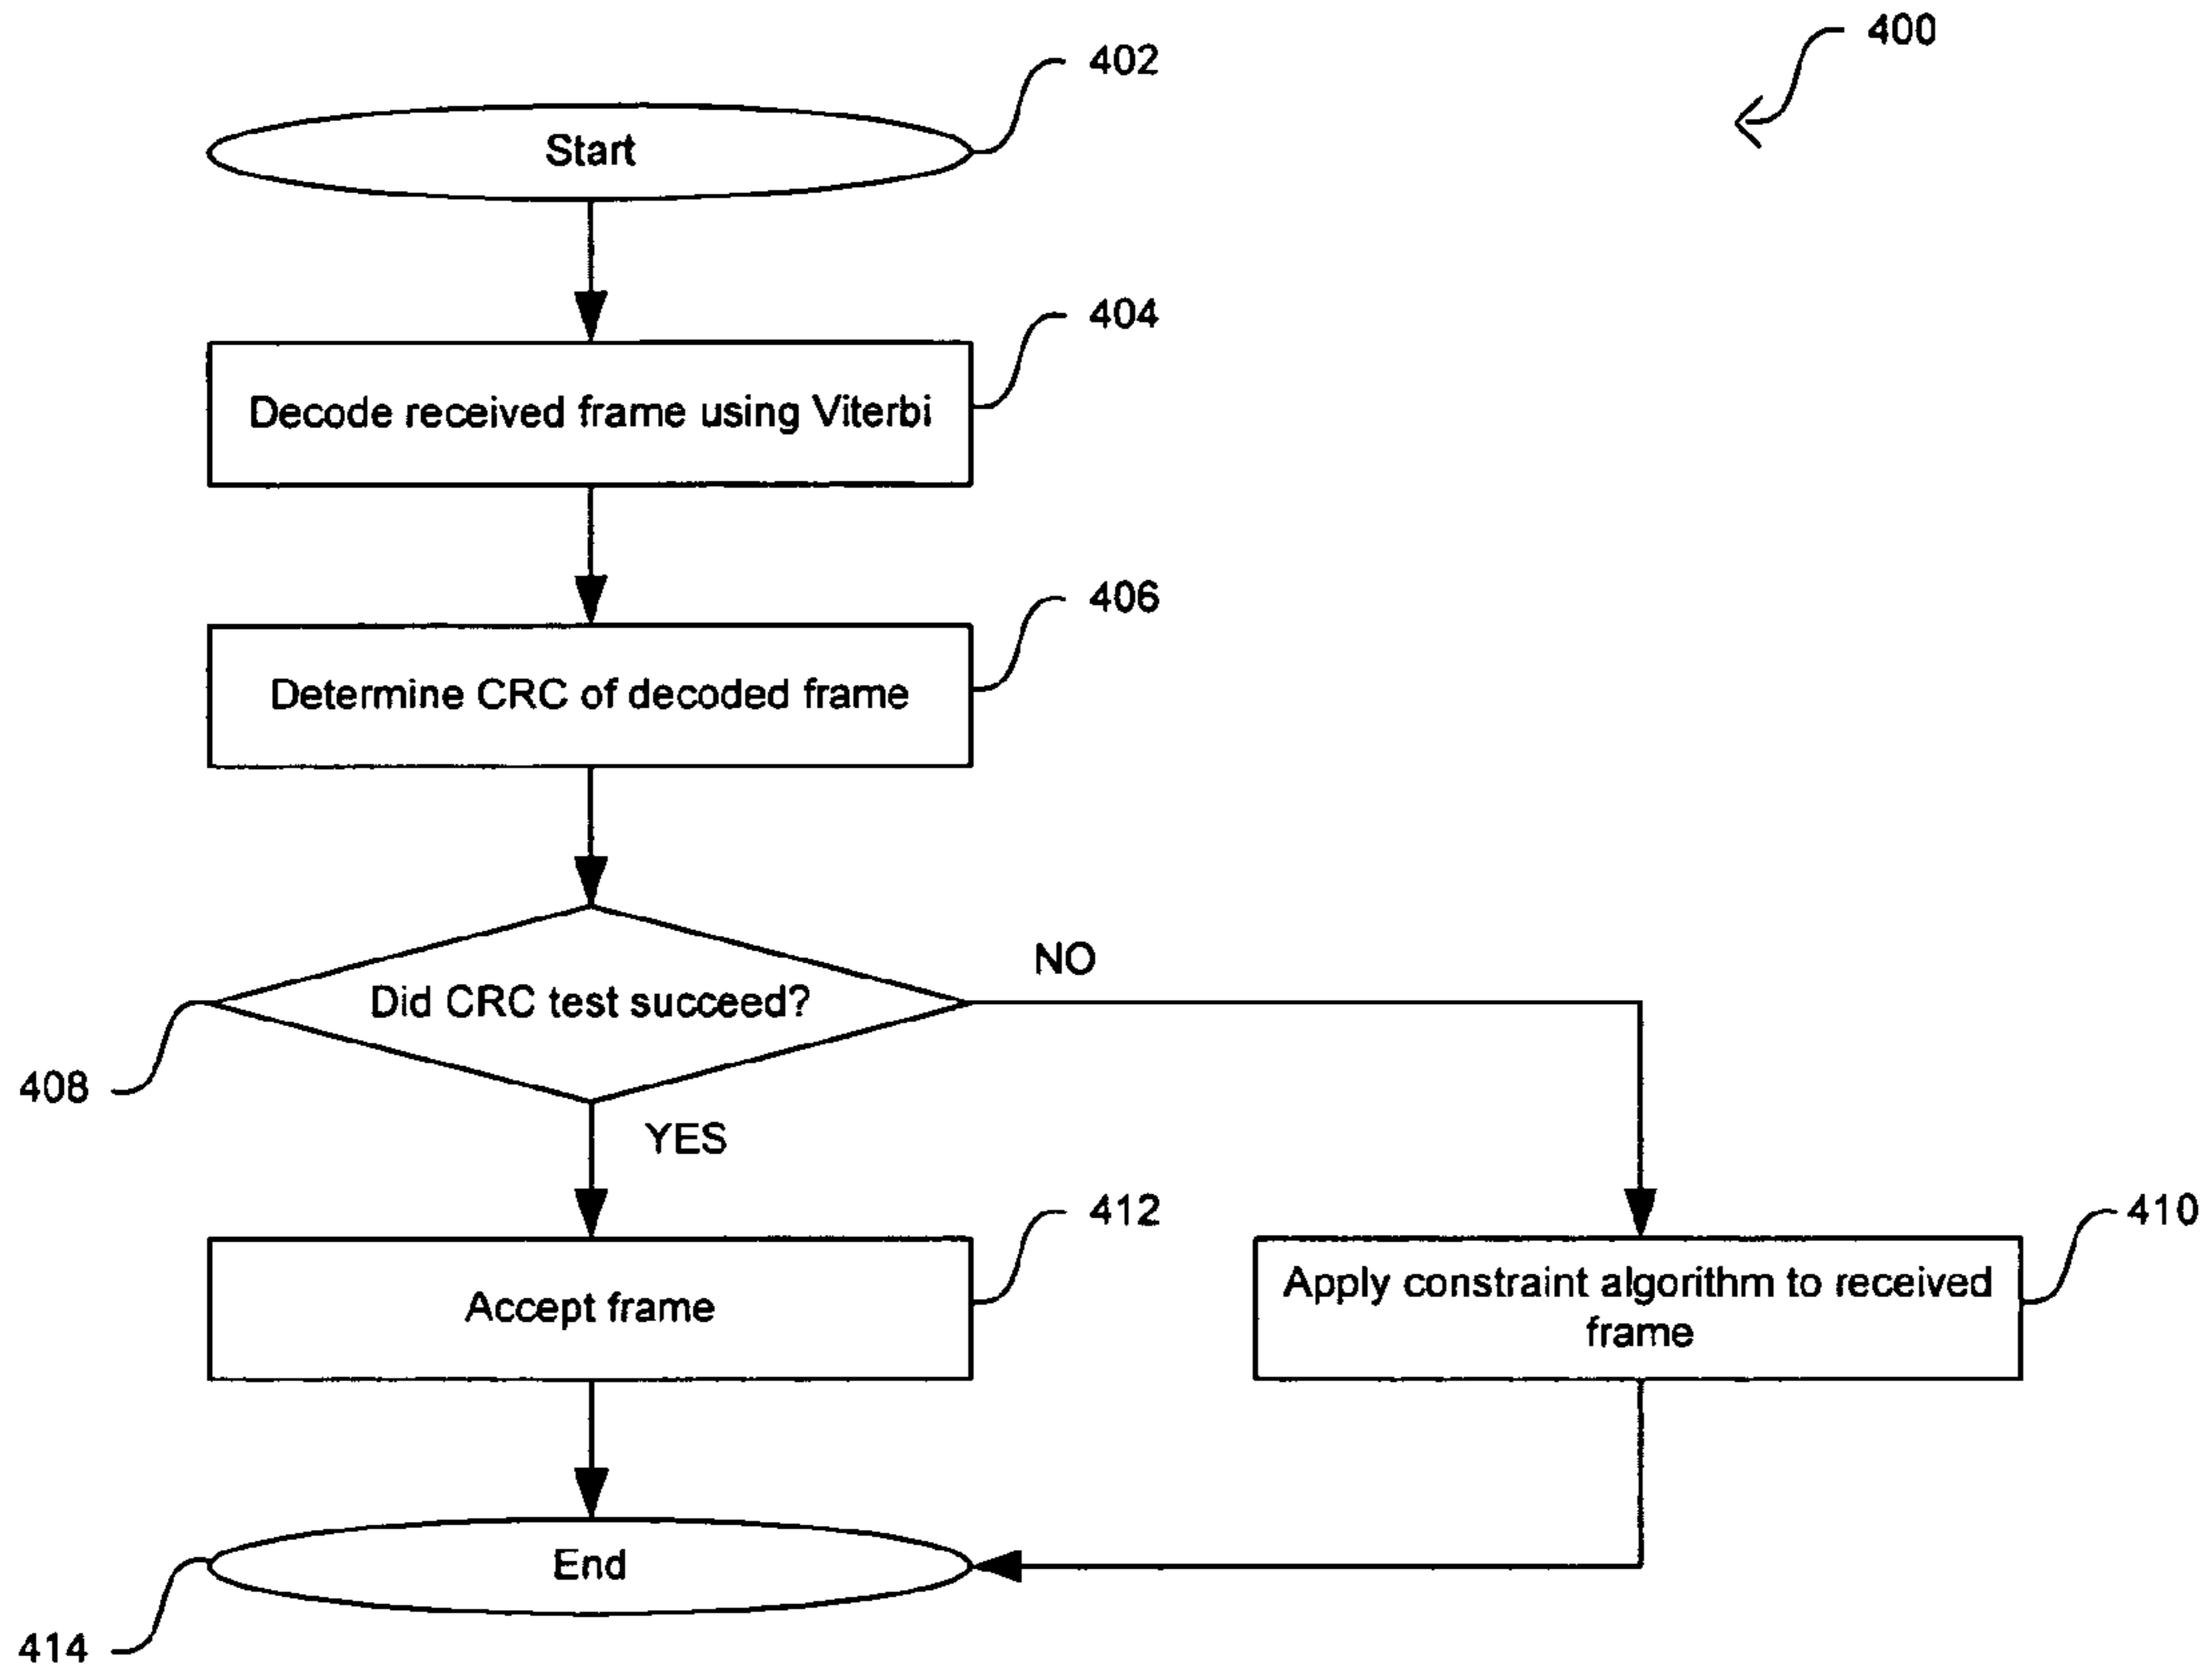 400
402
Start
404
Decode received frame using Viterbi
406
Determine CRC of decoded frame
NO
Did CRC test succeed?
408
YES
412
410
Accept frame
Apply constraint algorithm to received
frame
End
414